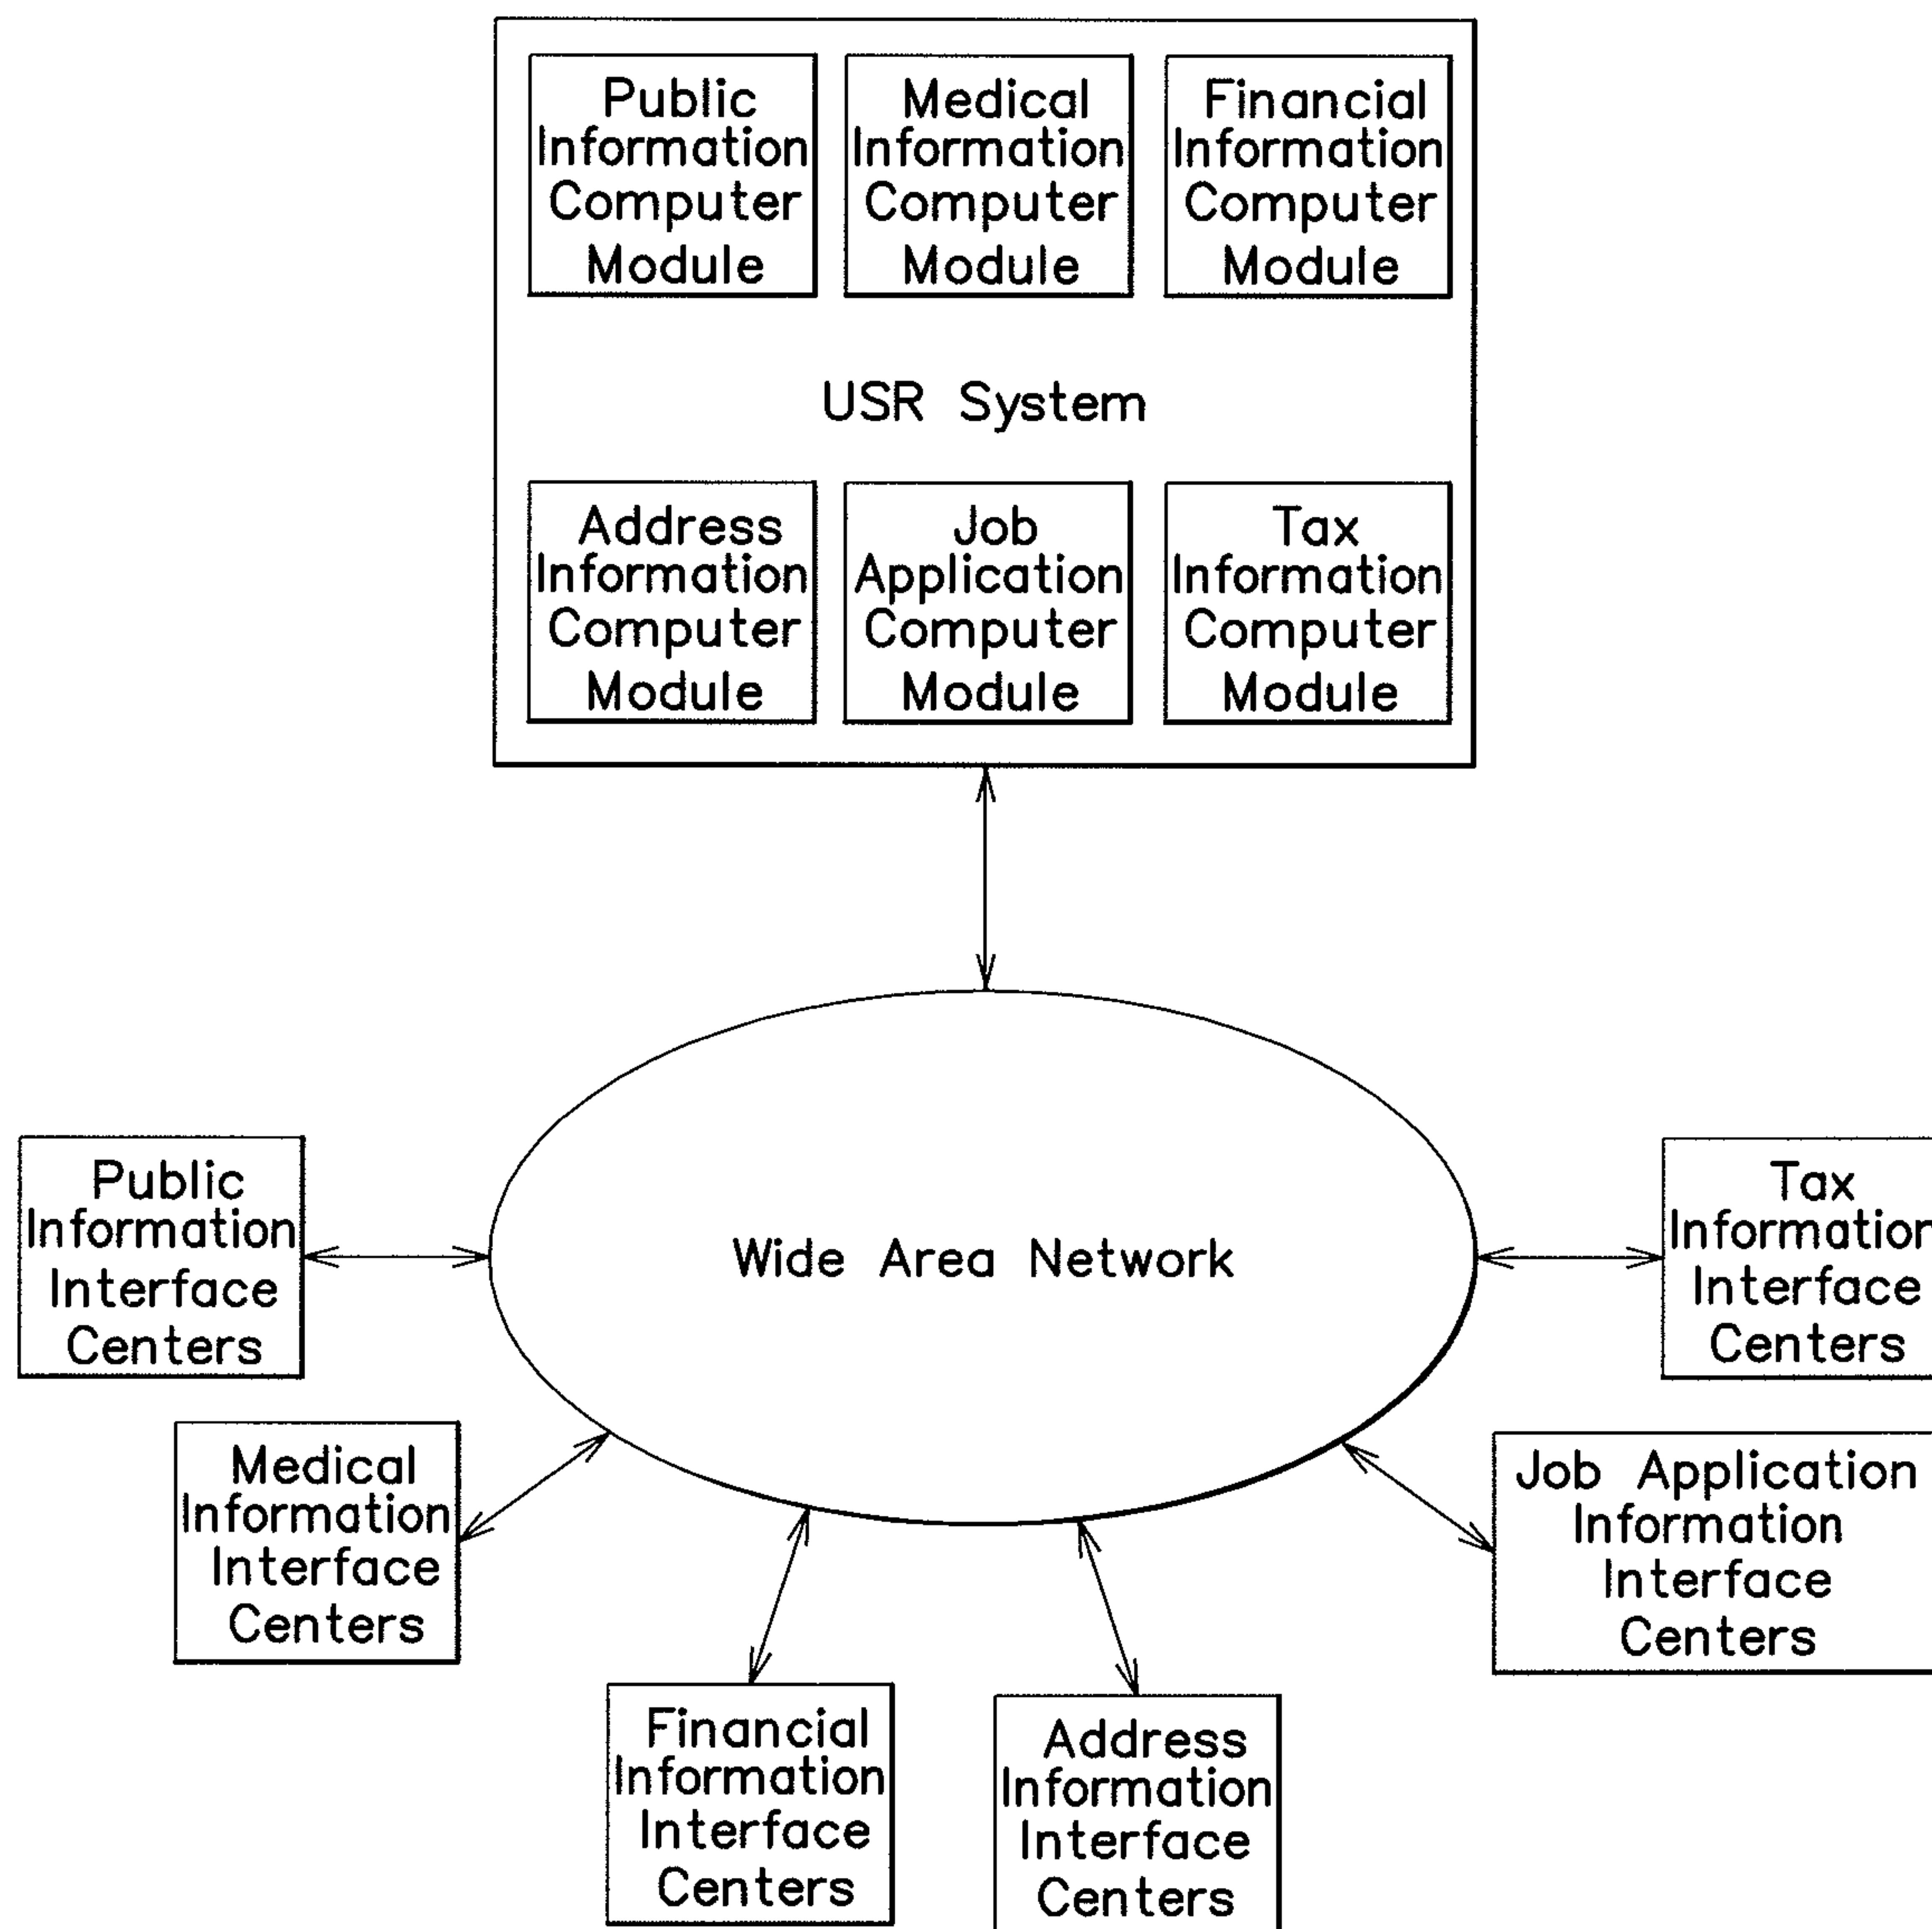 Public
Information
Computer
Module
Medical
Information
Computer
Module
Financial
Information
Computer
Module
USR System
Address
Information
Computer
Module
Job
Application
Computer
Module
Tax
Information
Computer
Module
Wide Area Network
Public
Information
Interface
Centers
Tax
Information
Interface
Centers
Medical
Information
Interface
Centers
Job Application
Information
Interface
Centers
Financial
Information
Interface
Centers
Address
Information
Interface
Centers